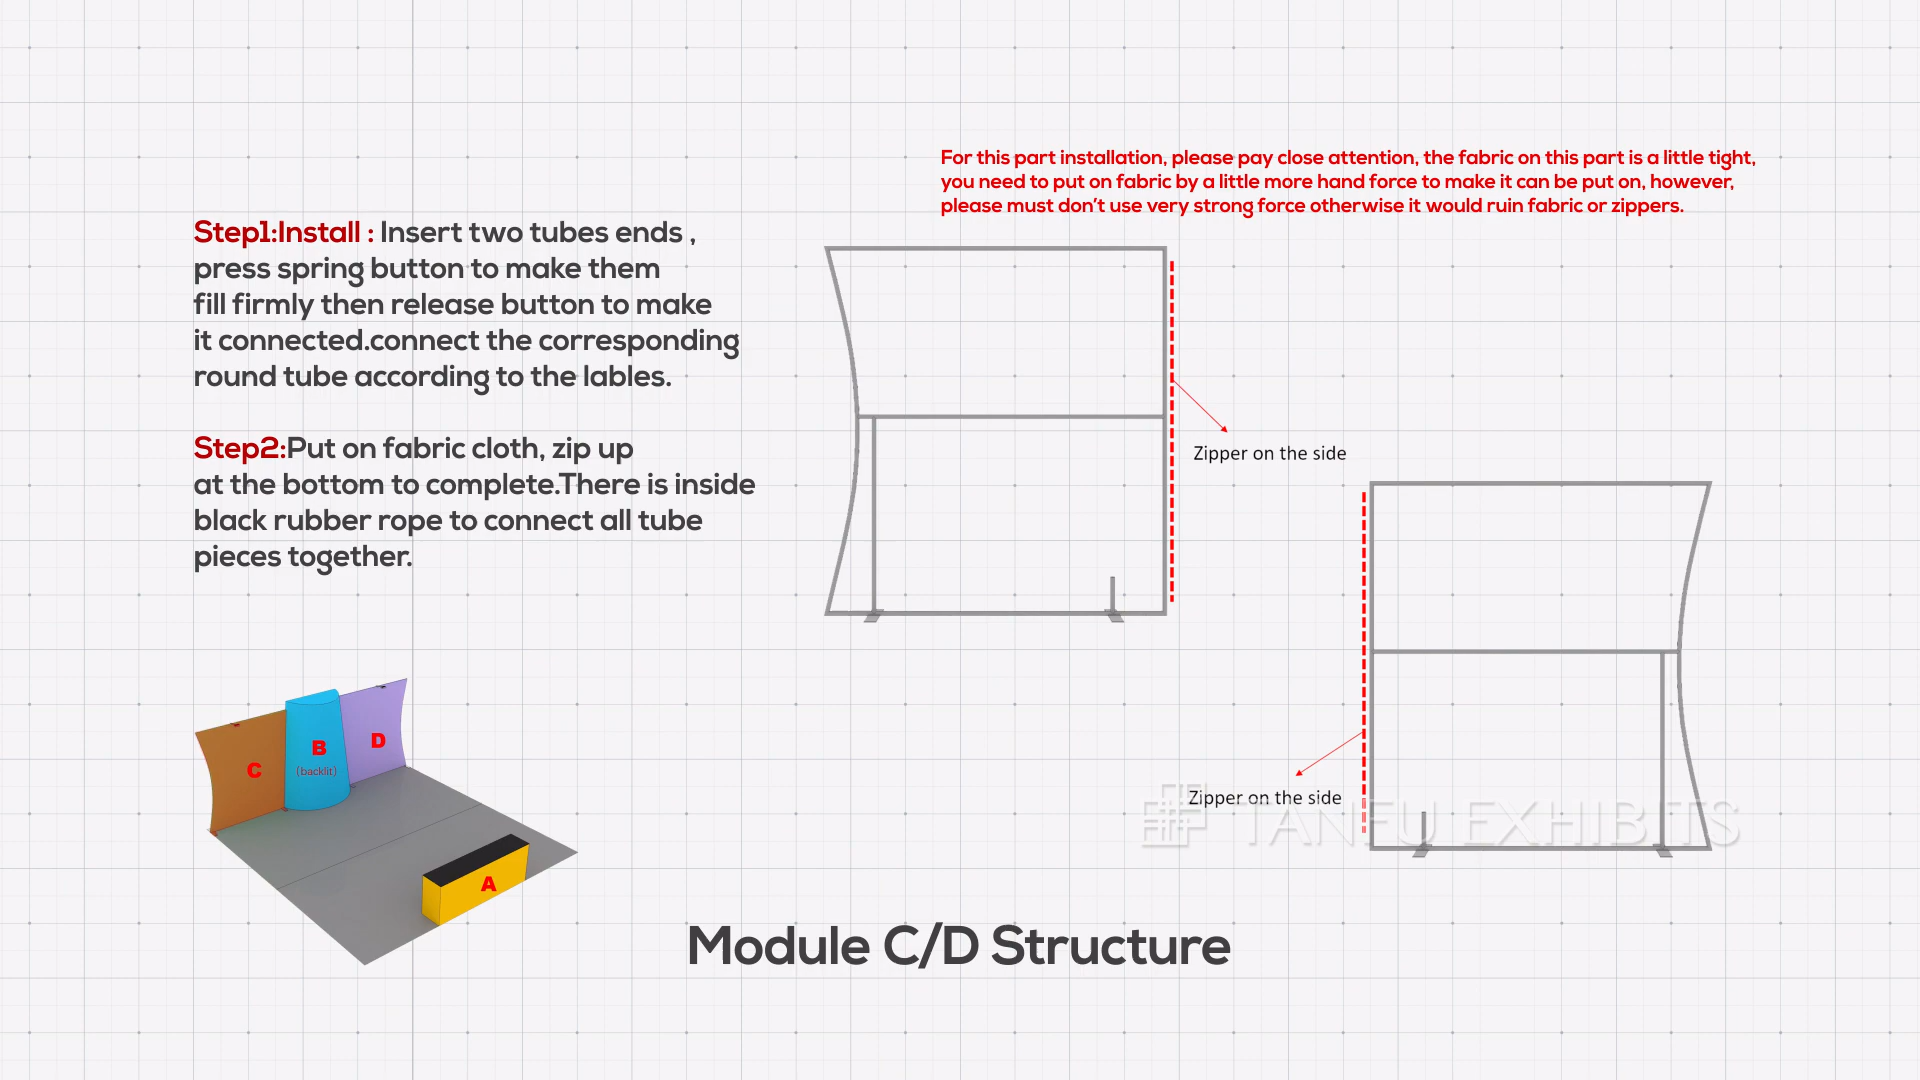 For this part installation, please pay close attention, the fabric on this part is a little tight,
you need to put on fabric by a little more hand force to make it can be put on, however,
please must don't use very strong force otherwise it would ruin fabric or zippers.
Step1:Install : Insert two tubes ends ,
press spring button to make them
fill firmly then release button to make
it connected.connect the corresponding
round tube according to the lables.
Step2:Put on fabric cloth, zip up
at the bottom to complete.There is inside
black rubber rope to connect all tube
pieces together.
Zipper on the side
Zipper on the side
TANFU EXHIBITS
C
B
(backlit)
D
A
Module C/D Structure